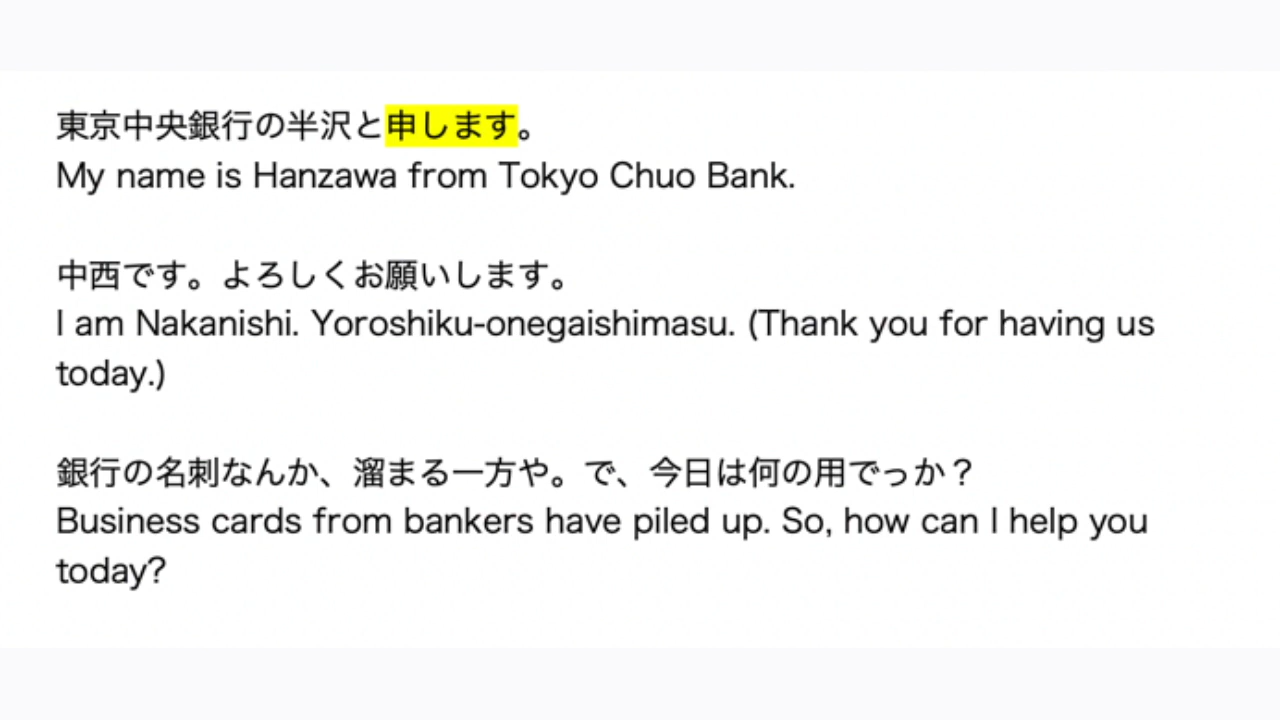 東京中央銀行の半沢と申します。
My name is Hanzawa from Tokyo Chuo Bank.
中西です。よろしくお願いします。
I am Nakanishi. Yoroshiku-onegaishimasu. (Thank you for having us
today.)
銀行の名刺なんか、溜まる一方や。で、今日は何の用でっか？
Business cards from bankers have piled up. So, how can I help you
today?